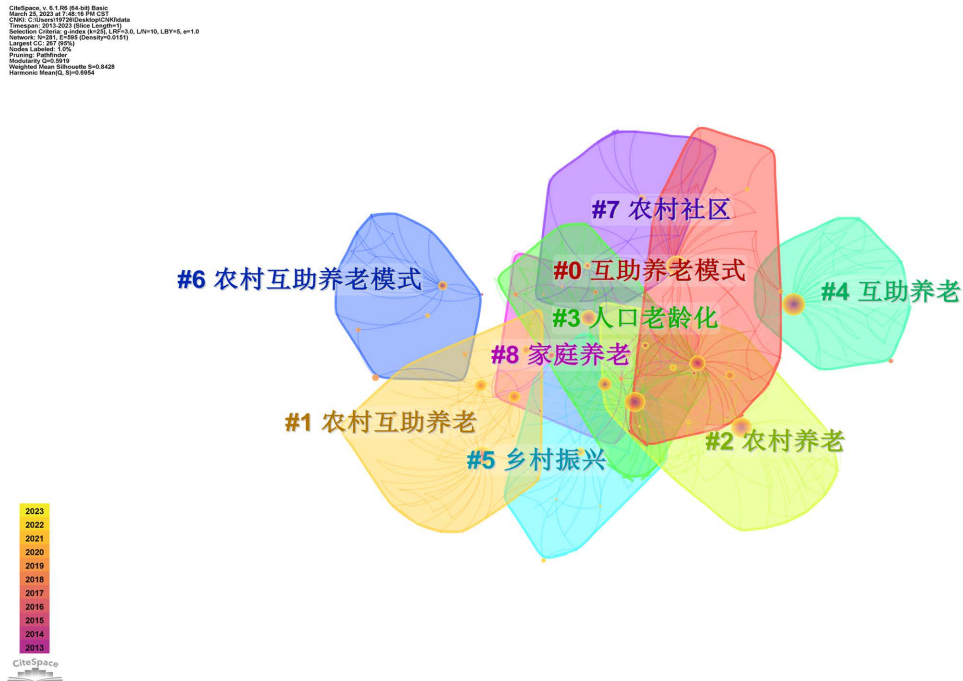 CiteSpace, v. 6.1.R6 (64-bit) Basic
March 25, 2023 at 7:48:16 PM CST
CNKI: C:\Users\19726\Desktop\CNKI\data
Timespan: 2013-2023 (Slice Length=1)
Selection Criteria: g-index (k=25), LRF=3.0, L/N=10, LBY=5, e=1.0
Network: N=281, E=595 (Density=0.0151)
Largest CC: 267 (95%)
Nodes Labeled: 1.0%
Pruning: Pathfinder
Modularity Q=0.5919
Weighted Mean Silhouette S=0.8428
Harmonic Mean(Q, S)=0.6954
#7 农村社区
#0 互助养老模式
#6 农村互助养老模式
#4 互助养老
#3 人口老龄化
#8 家庭养老
#1 农村互助养老
#2 农村养老
#5 乡村振兴
2023
2022
2021
2020
2019
2018
2017
2016
2015
2014
2013
CiteSpace